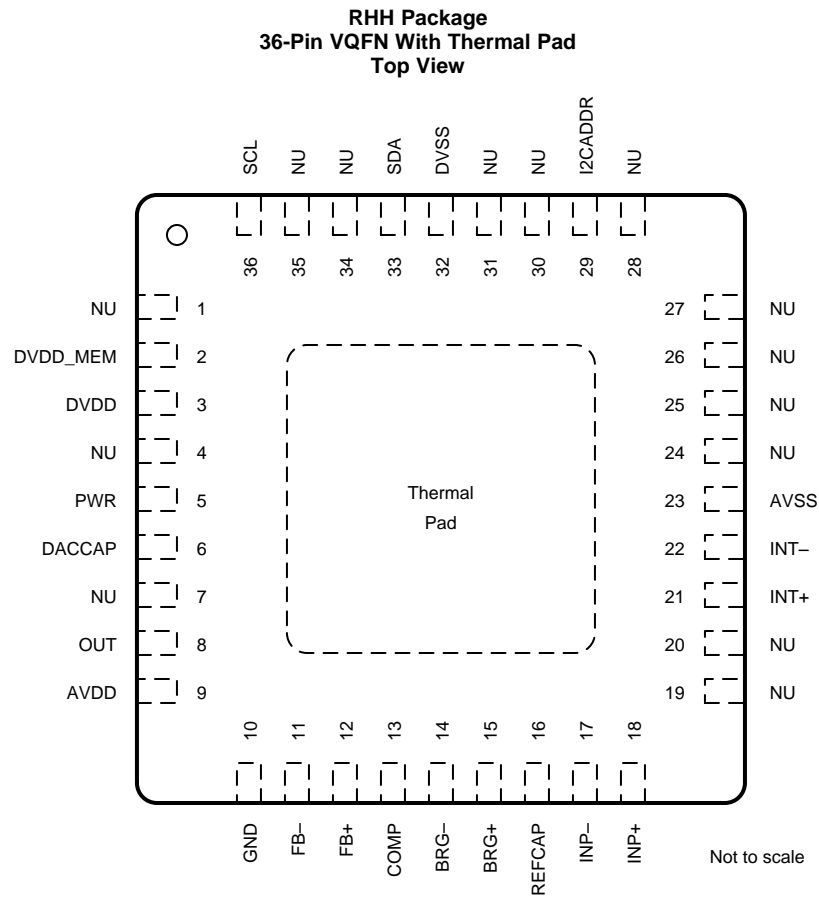 RHH Package
36-Pin VQFN With Thermal Pad
Top View
SCL
NU
NU
SDA
DVSS
NU
NU
I2CADDR
NU
36
35
34
33
32
31
30
29
28
NU 1
DVDD_MEM 2
DVDD 3
NU 4
PWR 5
DACCAP 6
NU 7
OUT 8
AVDD 9
Thermal
Pad
27 NU
26 NU
25 NU
24 NU
23 AVSS
22 INT–
21 INT+
20 NU
19 NU
10
11
12
13
14
15
16
17
18
GND
FB–
FB+
COMP
BRG–
BRG+
REFCAP
INP–
INP+
Not to scale